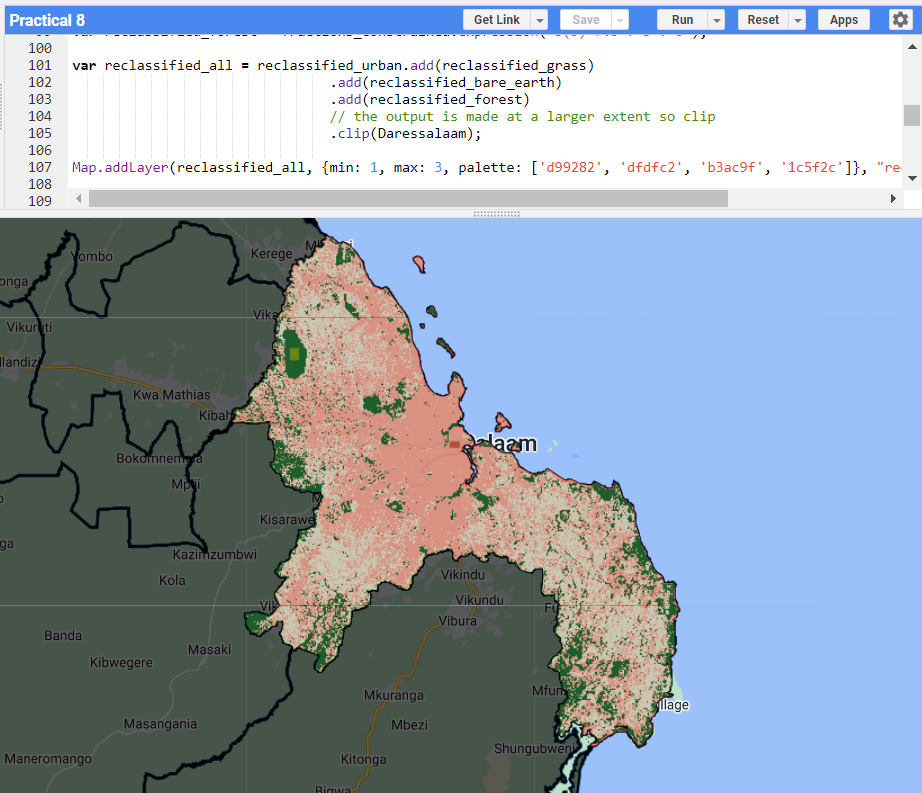 Practical 8
Get Link
Save
Run
Reset
Apps
100
101 var reclassified_all = reclassified_urban.add(reclassified_grass)
102 .add(reclassified_bare_earth)
103 .add(reclassified_forest)
104 // the output is made at a larger extent so clip
105 .clip(Daressalaam);
106
107 Map.addLayer(reclassified_all, {min: 1, max: 3, palette: ['d99282', 'dfdfc2', 'b3ac9f', '1c5f2c']}, "re
108
109
Yombo
Kerege
onga
Vika
Vikuruti
llandizi
Kwa Mathias
Kibah
alaam
Bokomnemela
Mpiji
Kisarawe
ga
Kazimzumbwi
Vikindu
Kola
Vik
Vikundu
Fu
Vibura
Banda
Masaki
Kibwegere
Mkuranga
Mfun
llage
Masangania
Mbezi
Shungubweni
Maneromango
Kitonga
Bigwa